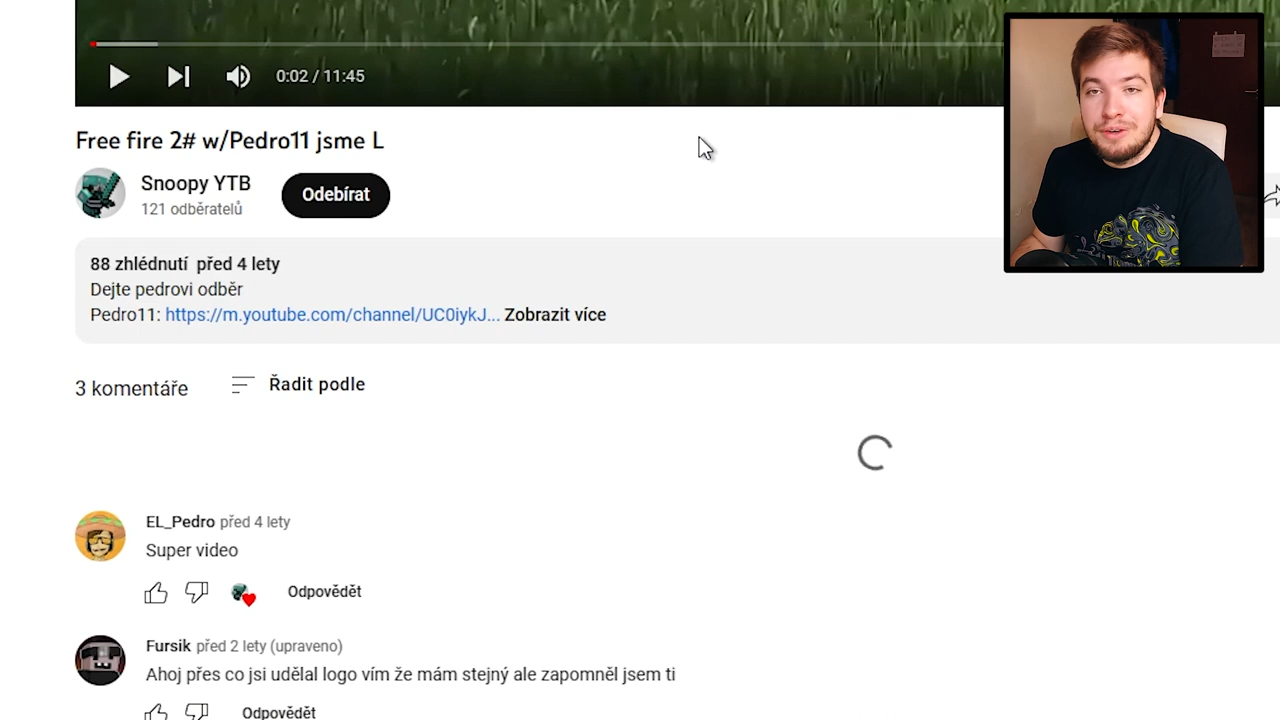 0:02 / 11:45
Free fire 2# w/Pedro11 jsme L
Snoopy YTB
121 odběratelů
Odebírat
88 zhlédnutí před 4 lety
Dejte pedrovi odběr
Pedro11: https://m.youtube.com/channel/UC0iykJ... Zobrazit více
3 komentáře
Řadit podle
EL_Pedro před 4 lety
Super video
Odpovědět
Fursik před 2 lety (upraveno)
Ahoj přes co jsi udělal logo vím že mám stejný ale zapomněl jsem ti
Odpovědět